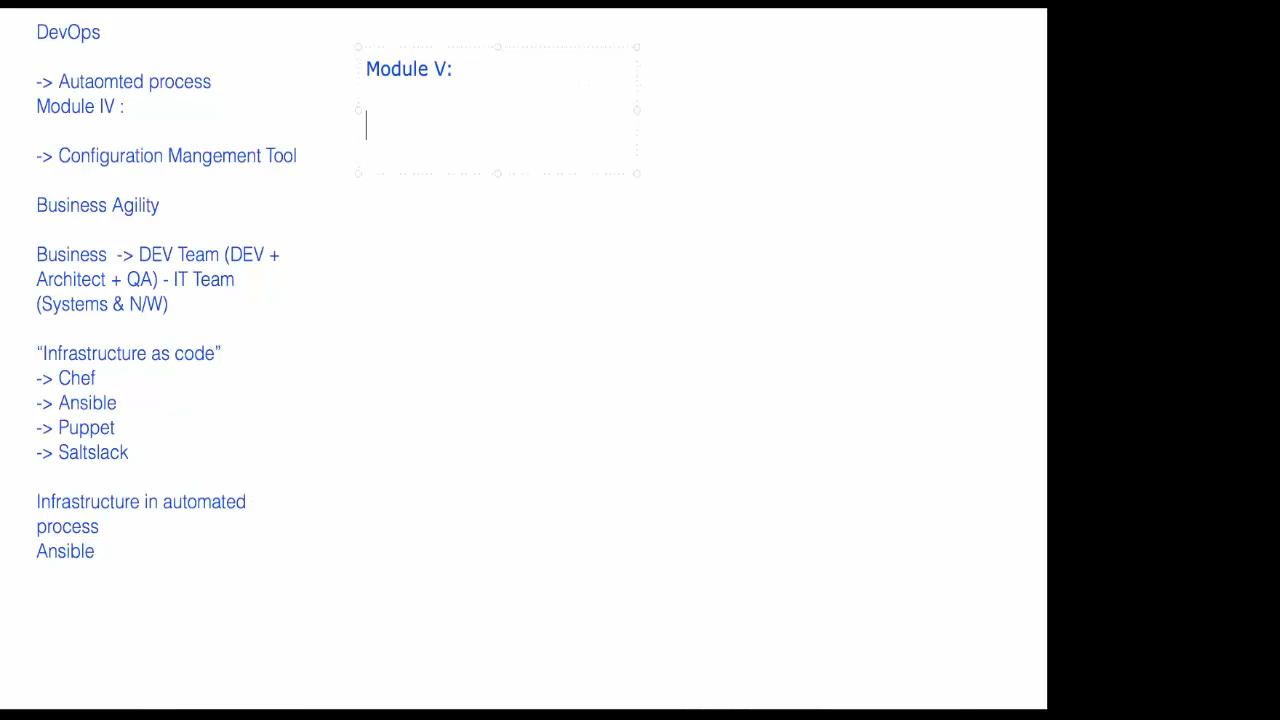 DevOps
-> Autaomted process
Module IV :
-> Configuration Mangement Tool
Business Agility
Business  -> DEV Team (DEV +
Architect + QA) - IT Team
(Systems & N/W)
“Infrastructure as code”
-> Chef
-> Ansible
-> Puppet
-> Saltslack
Infrastructure in automated
process
Ansible
Module V: